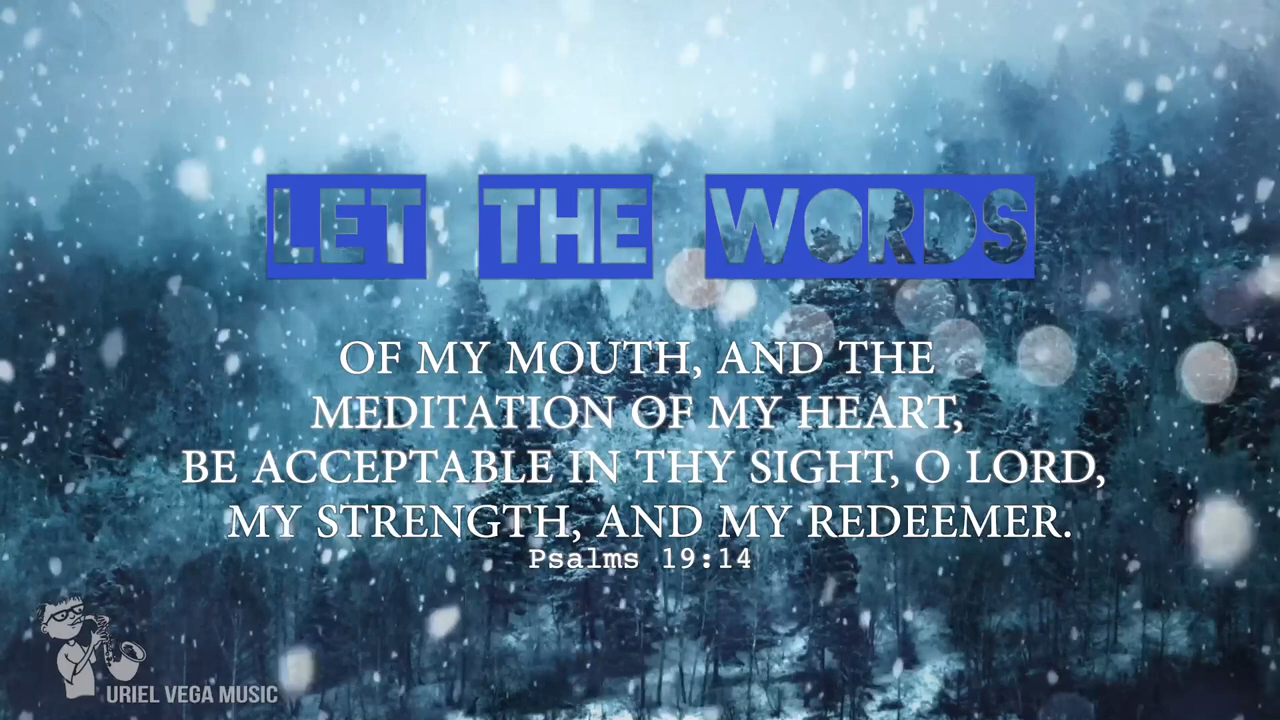 LET THE WORDS
OF MY MOUTH, AND THE
MEDITATION OF MY HEART,
BE ACCEPTABLE IN THY SIGHT, O LORD,
MY STRENGTH, AND MY REDEEMER.
Psalms 19:14
URIEL VEGA MUSIC